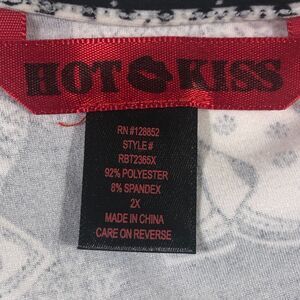 HOT KISS
RN #128852
STYLE#
RBT2365X
92% POLYESTER
8% SPANDEX
2X
MADE IN CHINA
CARE ON REVERSE